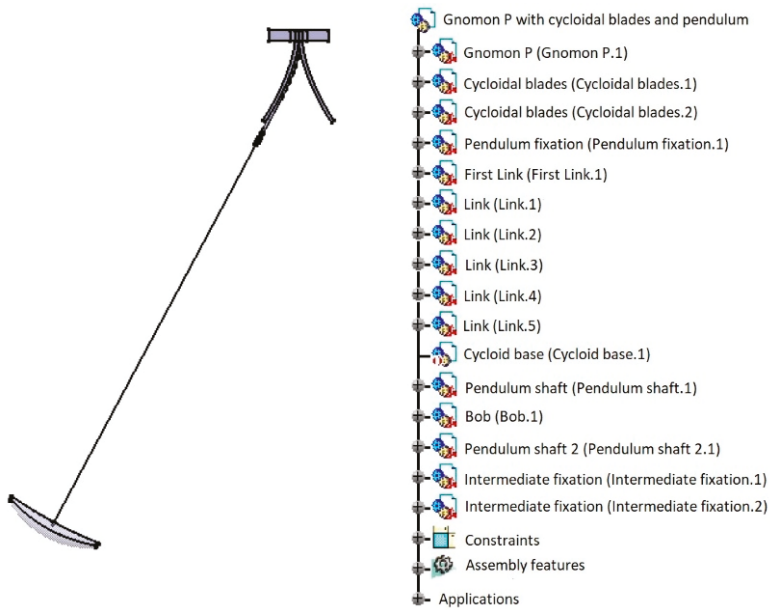 Gnomon P with cycloidal blades and pendulum
Gnomon P (Gnomon P.1)
Cycloidal blades (Cycloidal blades.1)
Cycloidal blades (Cycloidal blades.2)
Pendulum fixation (Pendulum fixation.1)
First Link (First Link.1)
Link (Link.1)
Link (Link.2)
Link (Link.3)
Link (Link.4)
Link (Link.5)
Cycloid base (Cycloid base.1)
Pendulum shaft (Pendulum shaft.1)
Bob (Bob.1)
Pendulum shaft 2 (Pendulum shaft 2.1)
Intermediate fixation (Intermediate fixation.1)
Intermediate fixation (Intermediate fixation.2)
Constraints
Assembly features
Applications